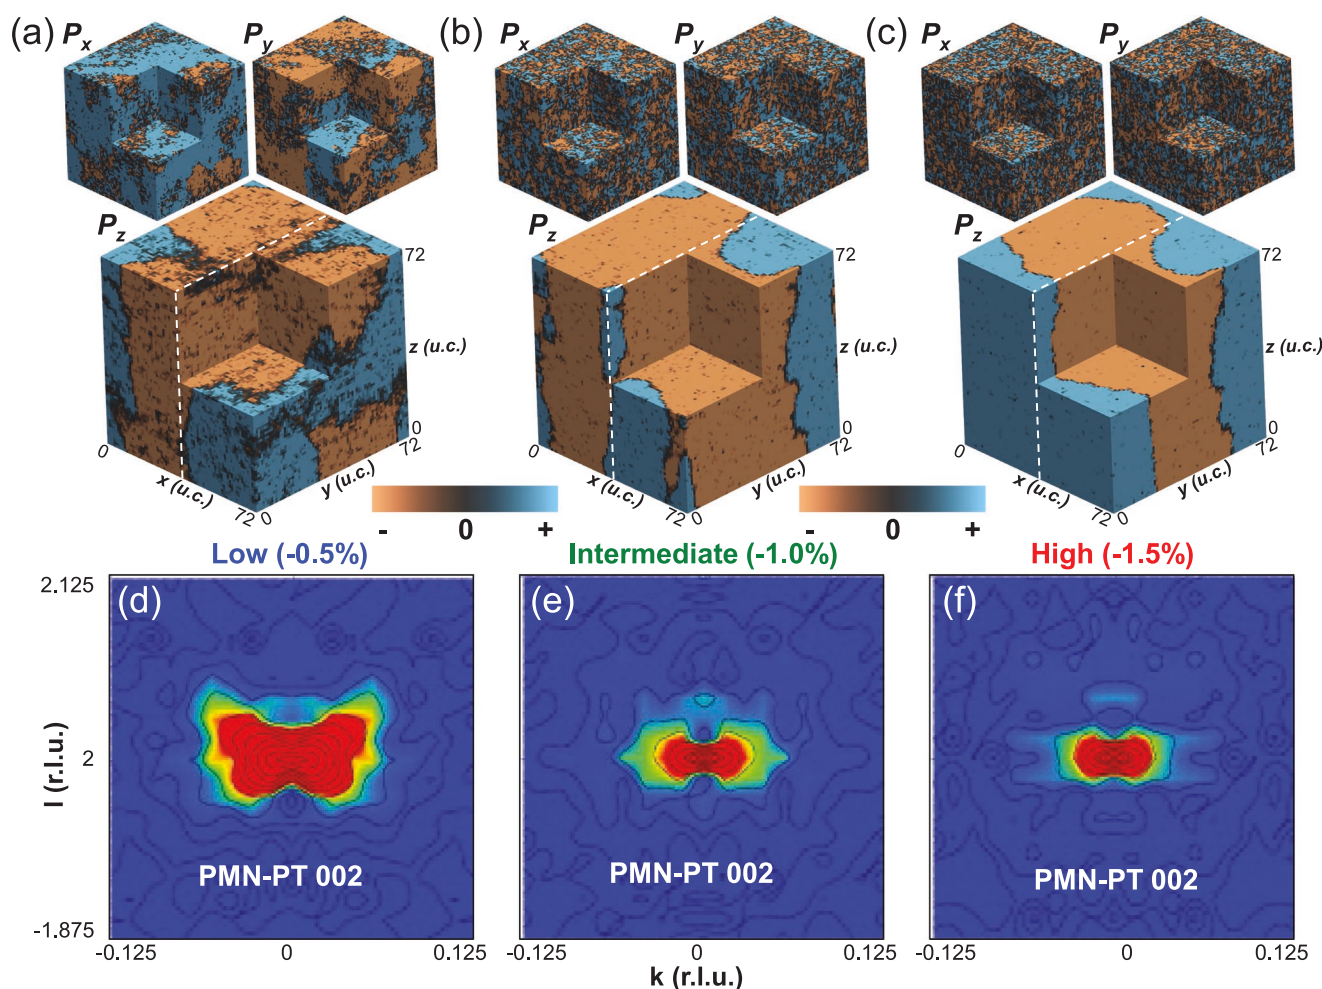 (a) Px Py (b) Px Py (c) Px Py
Pz 72 z (u.c.) 0 72 y (u.c.) 0 72 x (u.c.) 0
Pz 72 z (u.c.) 0 72 y (u.c.) 0 72 x (u.c.) 0
Pz 72 z (u.c.) 0 72 y (u.c.) 0 72 x (u.c.) 0
- 0 +
- 0 +
Low (-0.5%) Intermediate (-1.0%) High (-1.5%)
2.125 (d) (e) (f)
l (r.l.u.) 2
PMN-PT 002 PMN-PT 002 PMN-PT 002
-1.875
-0.125 0 0.125 -0.125 0 0.125 -0.125 0 0.125
k (r.l.u.)